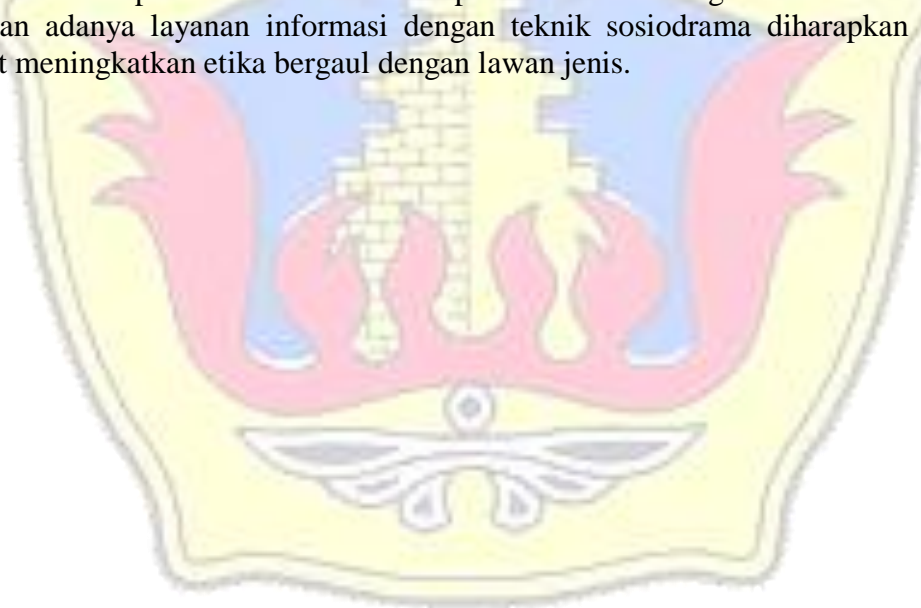 an adanya layanan informasi dengan teknik sosiodrama diharapkan
t meningkatkan etika bergaul dengan lawan jenis.